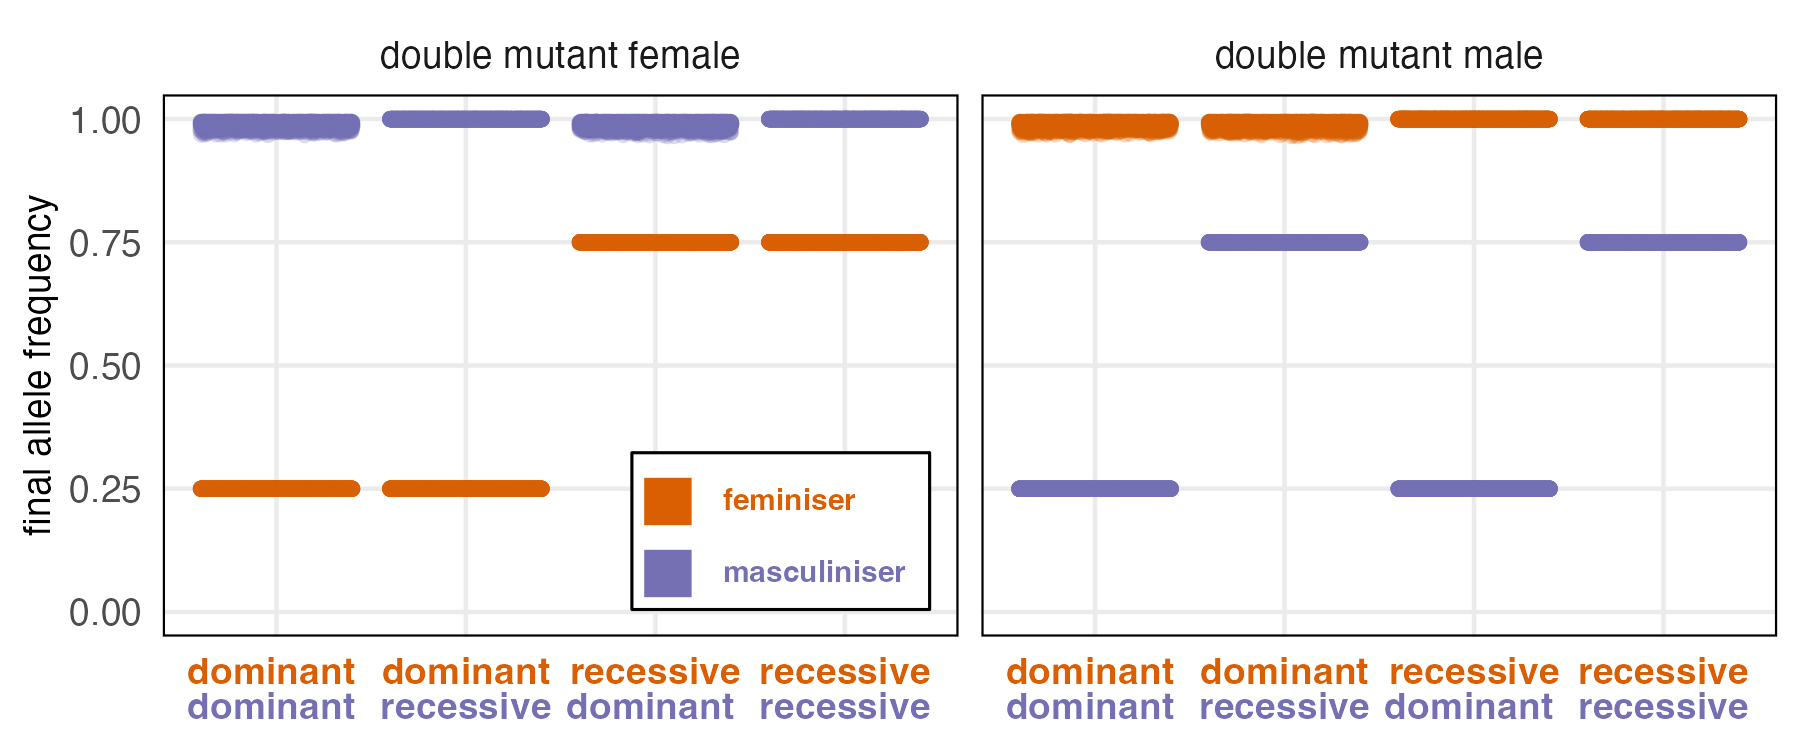 double mutant female
double mutant male
final allele frequency
1.00
0.75
0.50
0.25
0.00
feminiser
masculiniser
dominant dominant recessive recessive
dominant recessive dominant recessive
dominant dominant recessive recessive
dominant recessive dominant recessive